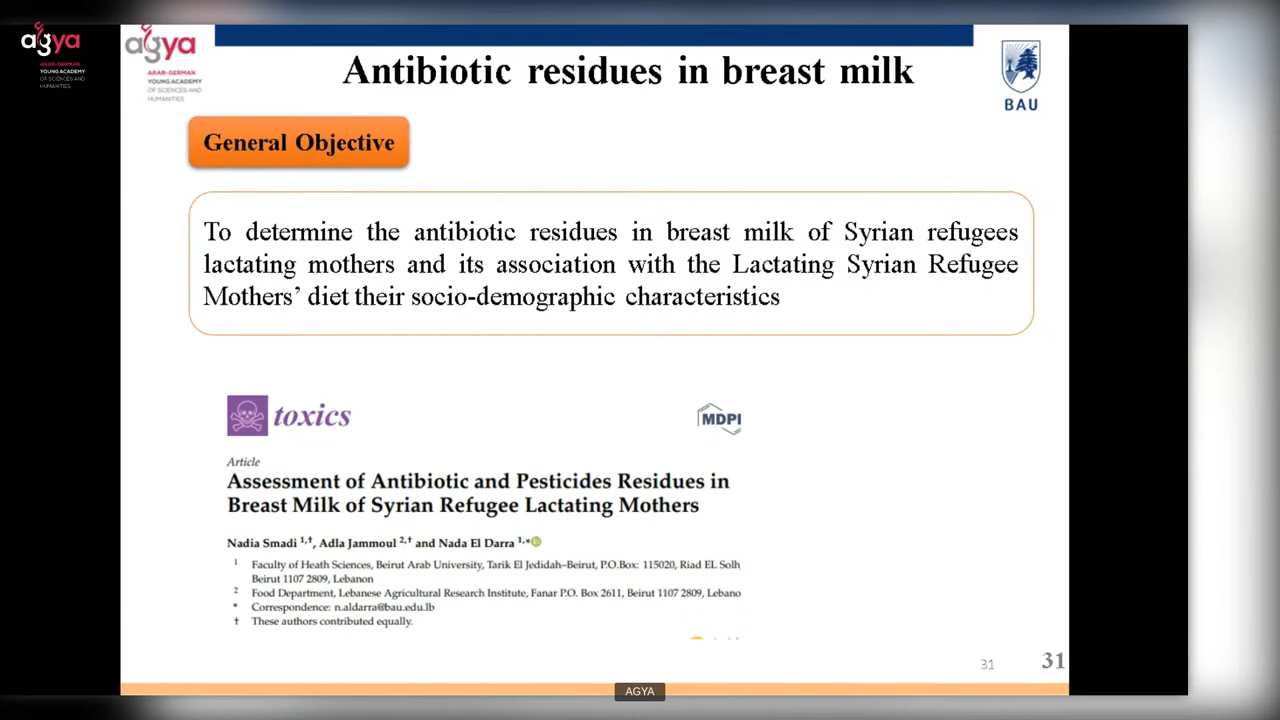 agya
ARAB-GERMAN
YOUNG ACADEMY
OF SCIENCES AND
HUMANITIES
agya
ARAB-GERMAN
YOUNG ACADEMY
OF SCIENCES AND
HUMANITIES
Antibiotic residues in breast milk
BAU
General Objective
To determine the antibiotic residues in breast milk of Syrian refugees
lactating mothers and its association with the Lactating Syrian Refugee
Mothers’ diet their socio-demographic characteristics
toxics
MDPI
Article
Assessment of Antibiotic and Pesticides Residues in
Breast Milk of Syrian Refugee Lactating Mothers
Nadia Smadi 1,†, Adla Jammoul 2,† and Nada El Darra 1,*
1 Faculty of Heath Sciences, Beirut Arab University, Tarik El Jedidah–Beirut, P.O.Box: 115020, Riad EL Solh
Beirut 1107 2809, Lebanon
2 Food Department, Lebanese Agricultural Research Institute, Fanar P.O. Box 2611, Beirut 1107 2809, Lebano
* Correspondence: n.aldarra@bau.edu.lb
† These authors contributed equally.
31
31
AGYA